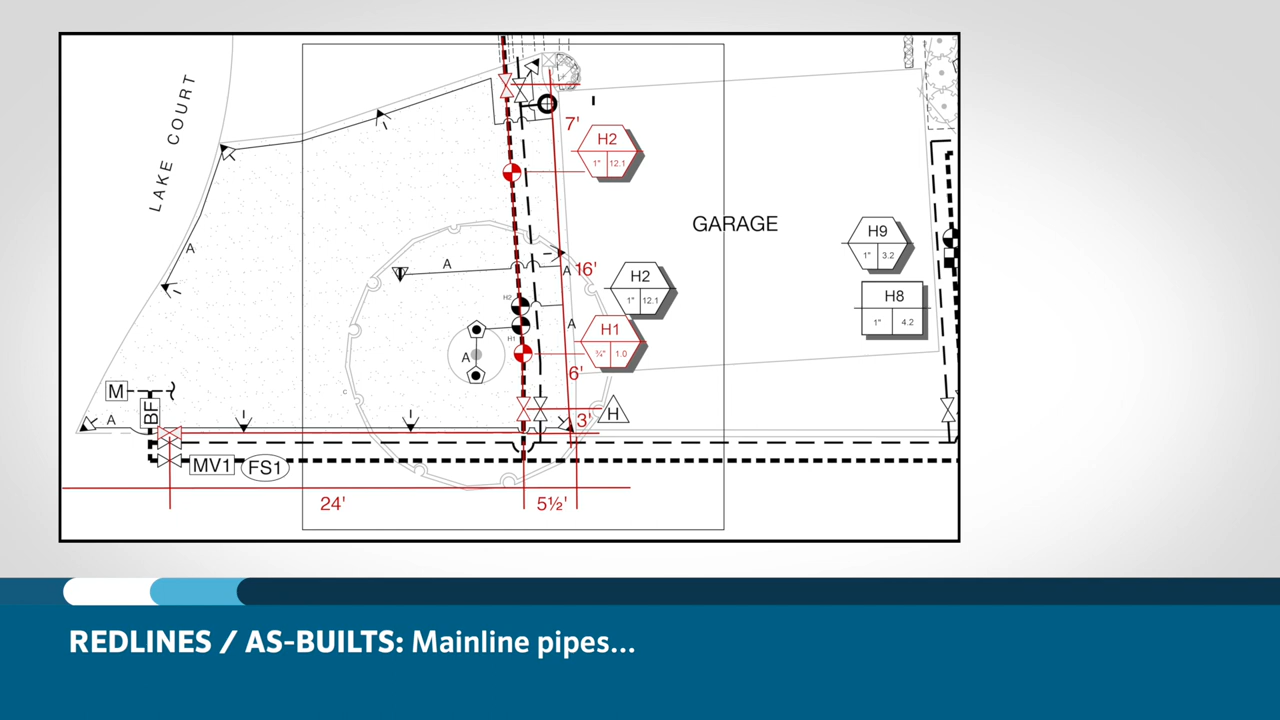 LAKE COURT
I
I
7'
H2
1" 12.1
GARAGE
H9
1" 3.2
A
A
I
A
16'
H2
1" 12.1
H8
1" 4.2
I
H2
A
H1
H1
¾" 1.0
A
6'
M
C
BF
A
I
I
H
3'
MV1
FS1
24'
5½'
REDLINES / AS-BUILTS: Mainline pipes...